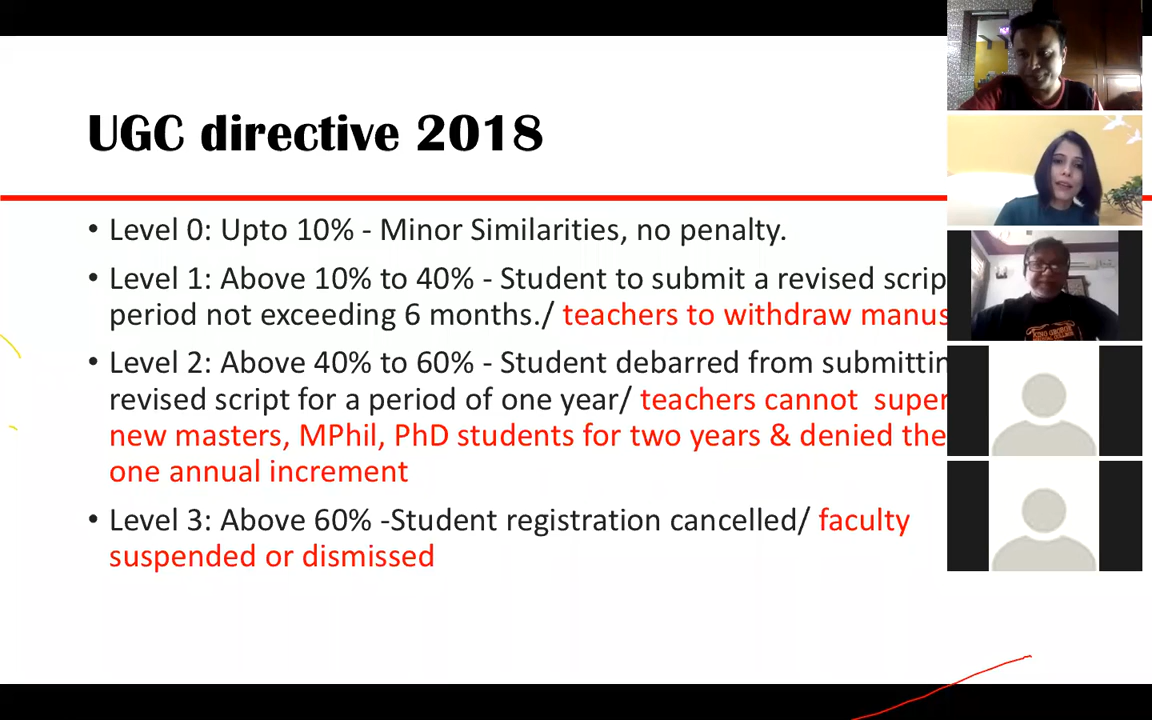 UGC directive 2018
• Level 0: Upto 10% - Minor Similarities, no penalty.
• Level 1: Above 10% to 40% - Student to submit a revised scrip
period not exceeding 6 months./ teachers to withdraw manus
• Level 2: Above 40% to 60% - Student debarred from submittin
revised script for a period of one year/ teachers cannot super
new masters, MPhil, PhD students for two years & denied the
one annual increment
• Level 3: Above 60% -Student registration cancelled/ faculty
suspended or dismissed
KING GEORGE